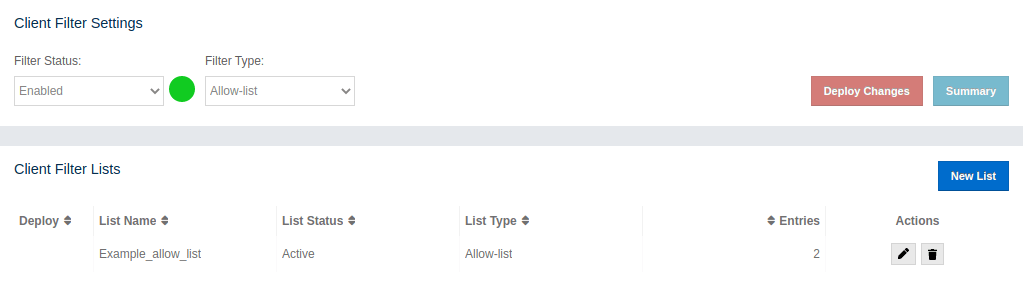 Client Filter Settings
Filter Status:
Filter Type:
Enabled
Allow-list
Deploy Changes
Summary
Client Filter Lists
New List
Deploy List Name List Status List Type Entries Actions
Example_allow_list Active Allow-list 2